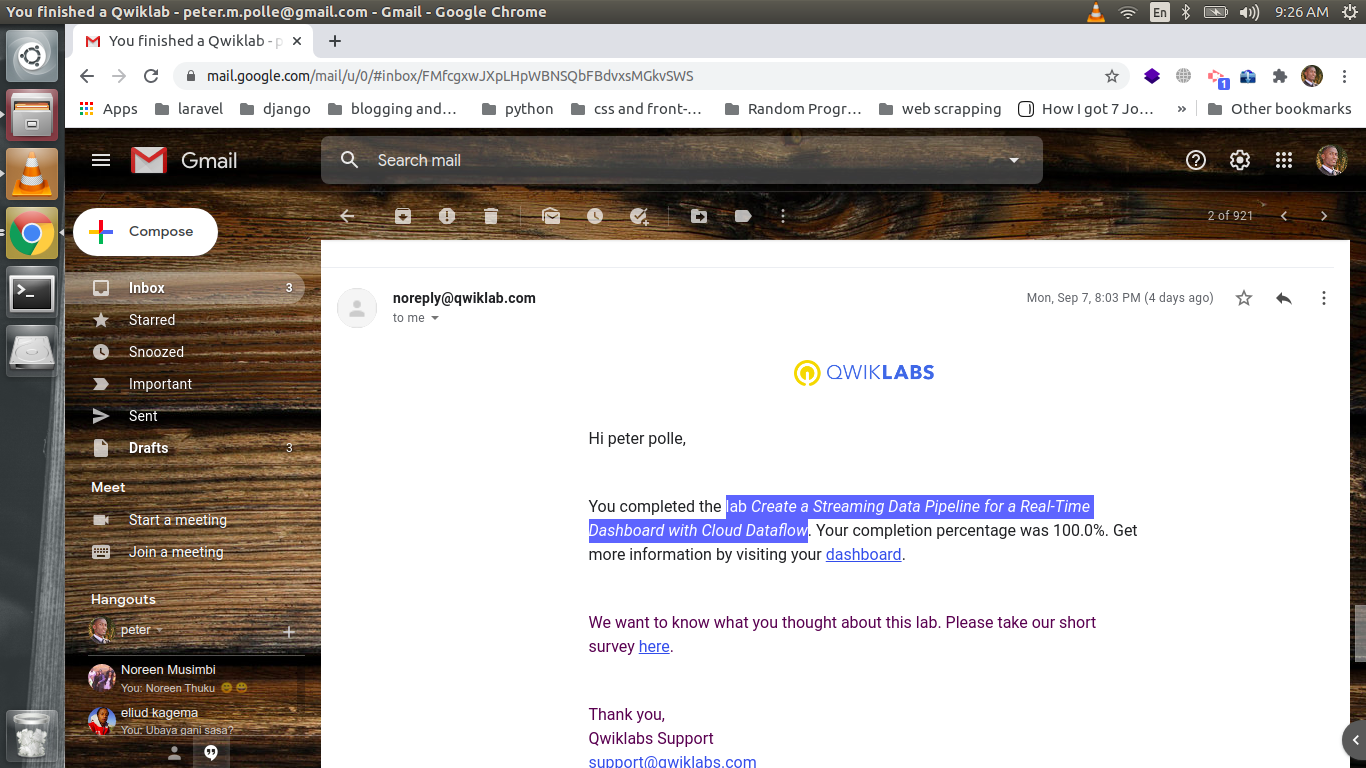 You finished a Qwiklab - peter.m.polle@gmail.com - Gmail - Google Chrome
En
9:26 AM
You finished a Qwiklab - p
mail.google.com/mail/u/0/#inbox/FMfcgxwJXpLHpWBNSQbFBdvxsMGkvSWS
1
Apps
laravel
django
blogging and...
python
css and front-...
Random Progr...
web scrapping
How I got 7 Jo...
»
Other bookmarks
Gmail
Search mail
Compose
2 of 921
Inbox 3
Starred
Snoozed
Important
Sent
Drafts 3
Meet
Start a meeting
Join a meeting
Hangouts
peter
Noreen Musimbi
You: Noreen Thuku
eliud kagema
You: Ubaya gani sasa?
noreply@qwiklab.com
to me
Mon, Sep 7, 8:03 PM (4 days ago)
QWIKLABS
Hi peter polle,
You completed the lab Create a Streaming Data Pipeline for a Real-Time
Dashboard with Cloud Dataflow. Your completion percentage was 100.0%. Get
more information by visiting your dashboard.
We want to know what you thought about this lab. Please take our short
survey here.
Thank you,
Qwiklabs Support
support@qwiklabs.com